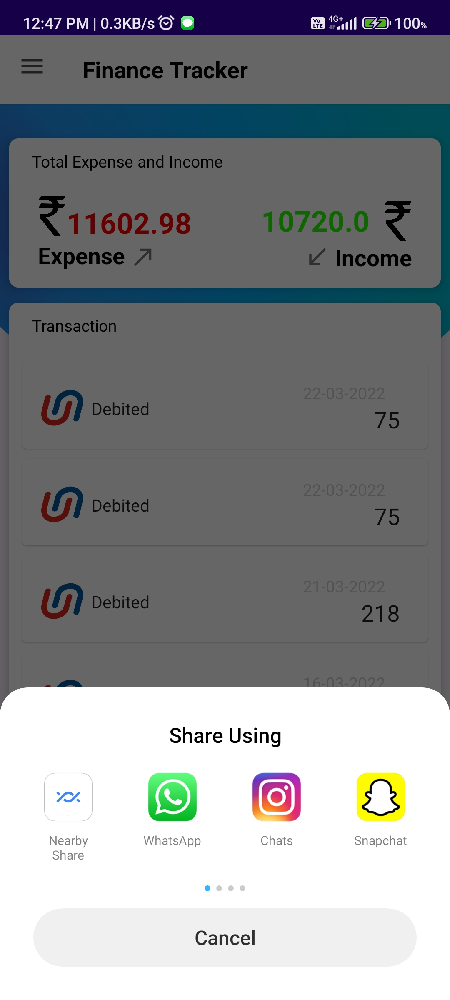 12:47 PM | 0.3KB/s Vo LTE 4G+ 100%
Finance Tracker
Total Expense and Income
₹11602.98 10720.0 ₹
Expense Income
Transaction
22-03-2022
Debited
75
22-03-2022
Debited
75
21-03-2022
Debited
218
16-03-2022
Share Using
Nearby Share WhatsApp Chats Snapchat
Cancel